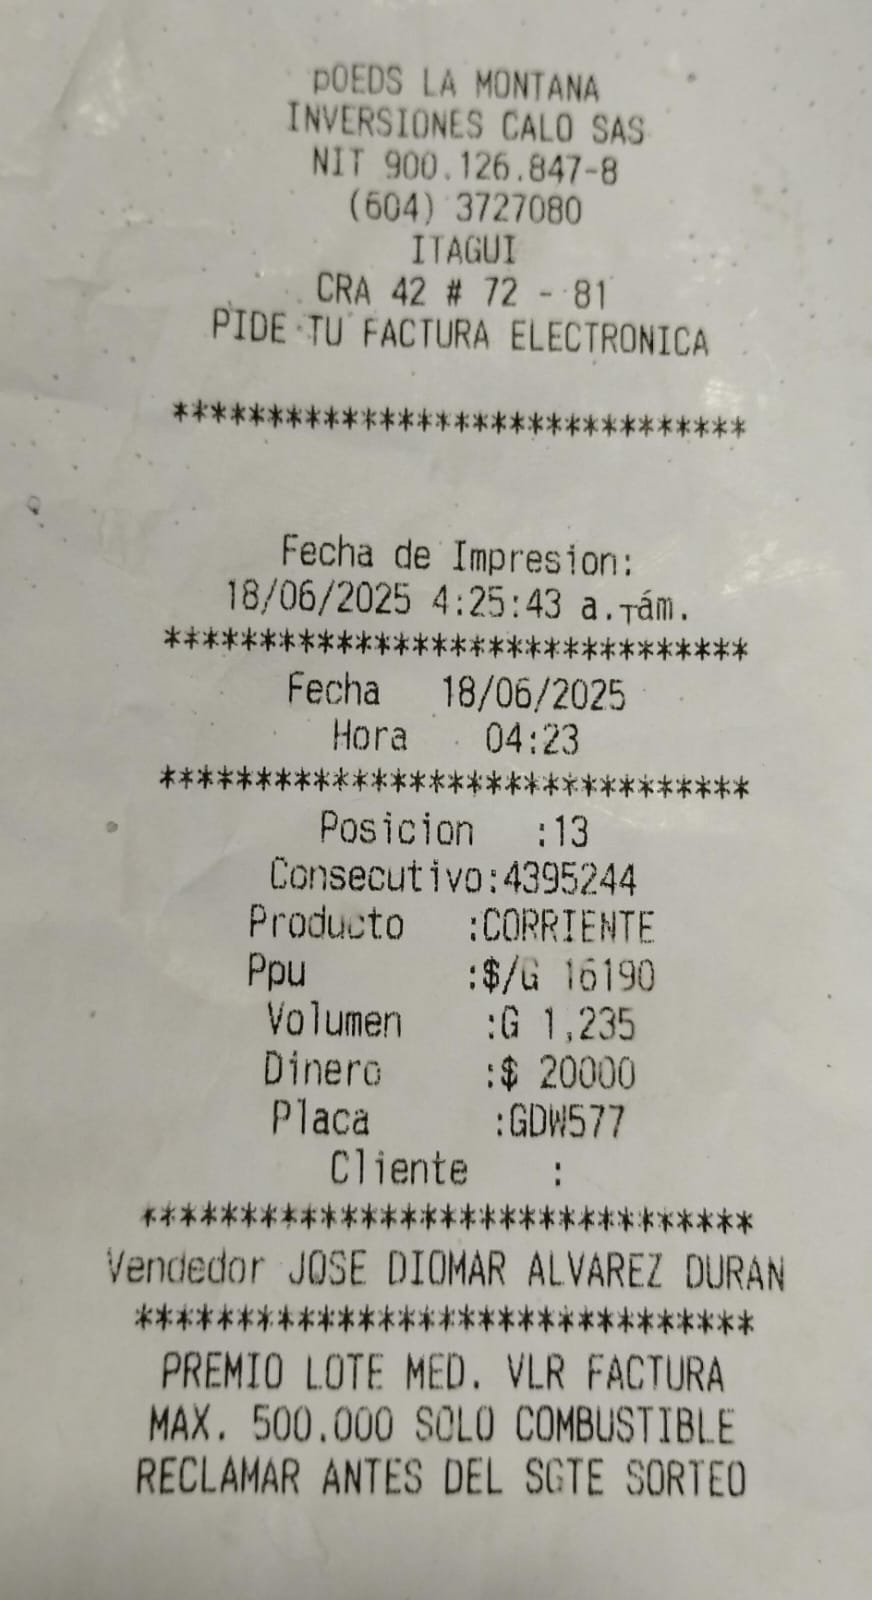 pOEDS LA MONTANA
INVERSIONES CALO SAS
NIT 900.126.847-8
(604) 3727080
ITAGUI
CRA 42 # 72 - 81
PIDE TU FACTURA ELECTRONICA
*******************************
Fecha de Impresion:
18/06/2025 4:25:43 a.┬ám.
*******************************
Fecha 18/06/2025
Hora 04:23
*******************************
Posicion :13
Consecutivo:4395244
Producto :CORRIENTE
Ppu :$/G 16190
Volumen :G 1,235
Dinero :$ 20000
Placa :GDW577
Cliente :
*******************************
Vendedor JOSE DIOMAR ALVAREZ DURAN
*******************************
PREMIO LOTE MED. VLR FACTURA
MAX. 500.000 SOLO COMBUSTIBLE
RECLAMAR ANTES DEL SGTE SORTEO